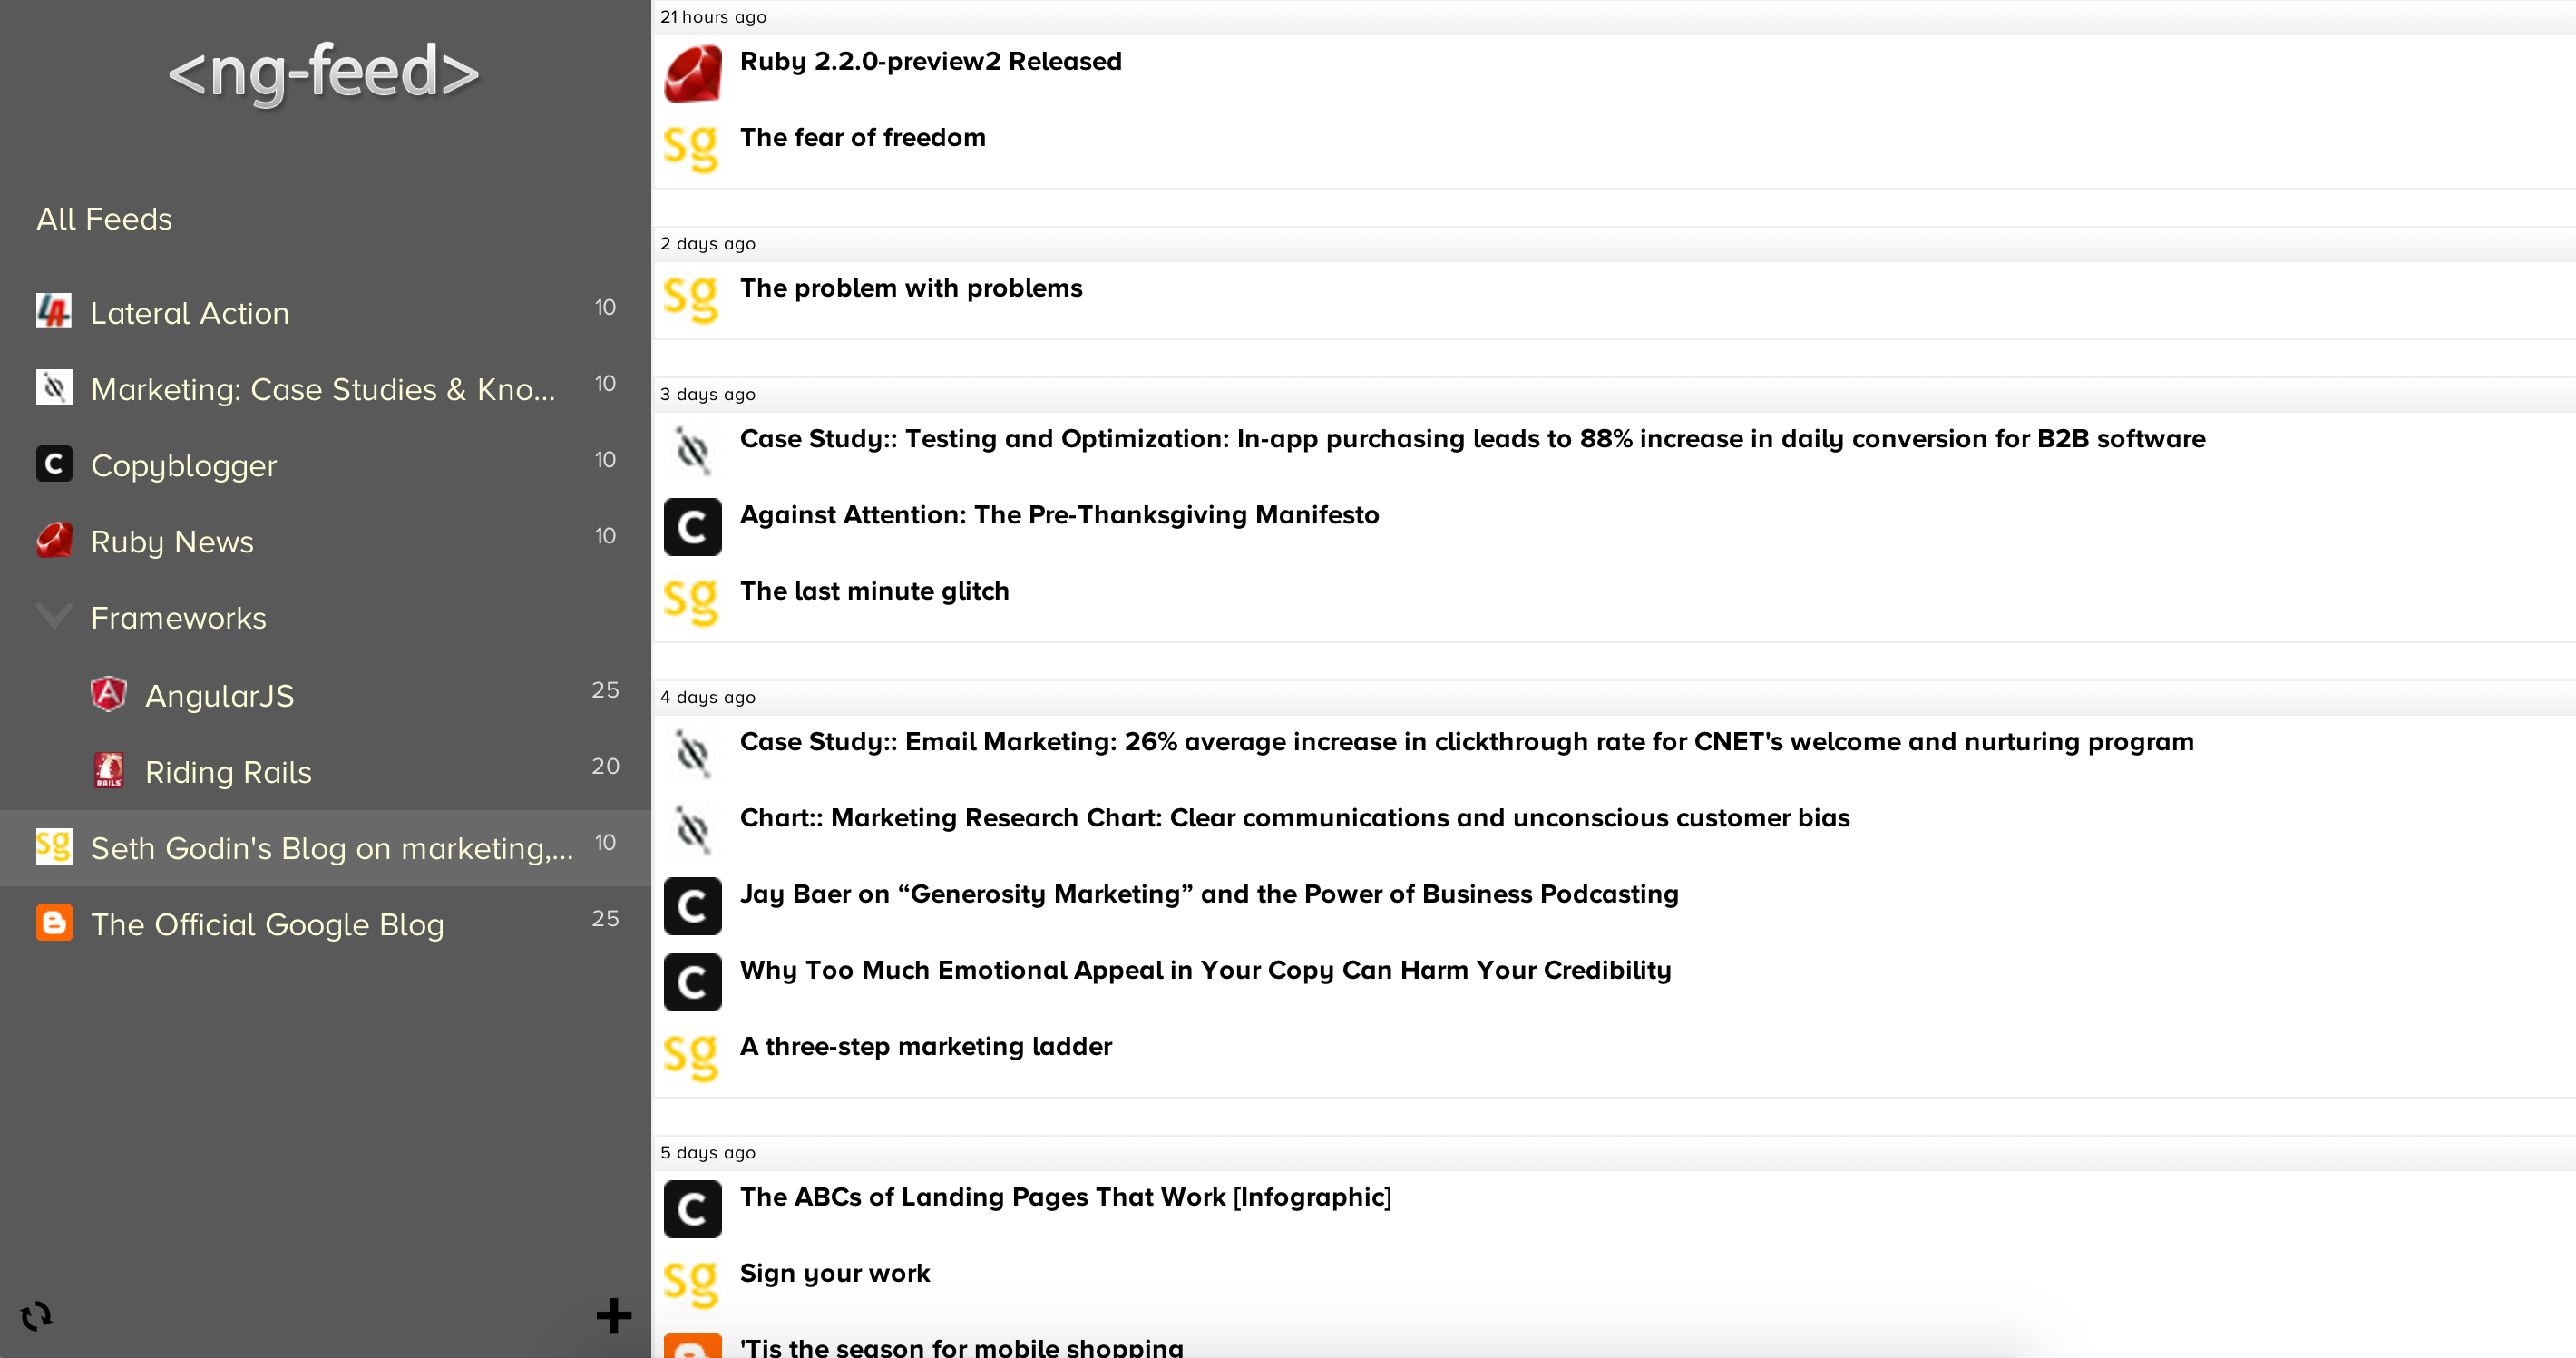 <ng-feed>
All Feeds
Lateral Action 10
Marketing: Case Studies & Kno... 10
Copyblogger 10
Ruby News 10
Frameworks
AngularJS 25
Riding Rails 20
Seth Godin's Blog on marketing,... 10
The Official Google Blog 25
21 hours ago
Ruby 2.2.0-preview2 Released
The fear of freedom
2 days ago
The problem with problems
3 days ago
Case Study:: Testing and Optimization: In-app purchasing leads to 88% increase in daily conversion for B2B software
Against Attention: The Pre-Thanksgiving Manifesto
The last minute glitch
4 days ago
Case Study:: Email Marketing: 26% average increase in clickthrough rate for CNET's welcome and nurturing program
Chart:: Marketing Research Chart: Clear communications and unconscious customer bias
Jay Baer on “Generosity Marketing” and the Power of Business Podcasting
Why Too Much Emotional Appeal in Your Copy Can Harm Your Credibility
A three-step marketing ladder
5 days ago
The ABCs of Landing Pages That Work [Infographic]
Sign your work
'Tis the season for mobile shopping